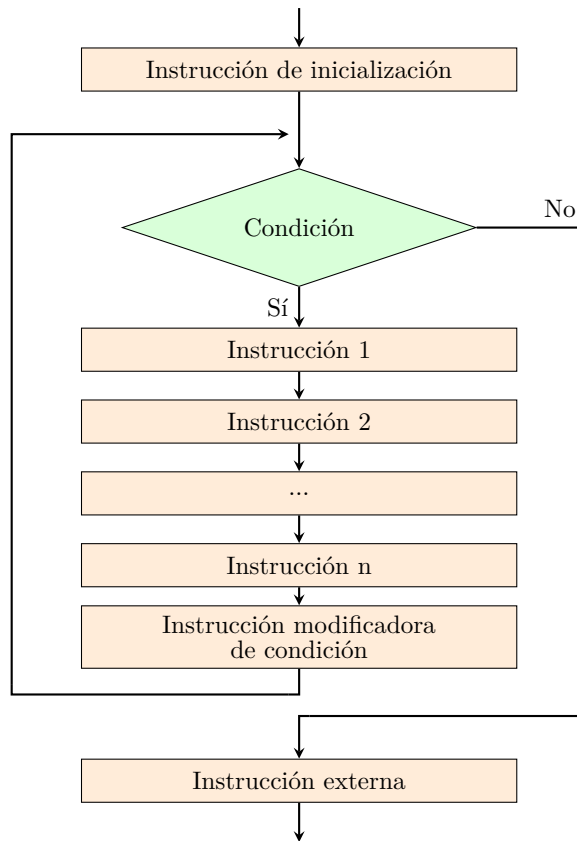 Instrucción de inicialización
Condición
No
Sí
Instrucción 1
Instrucción 2
...
Instrucción n
Instrucción modificadora
de condición
Instrucción externa